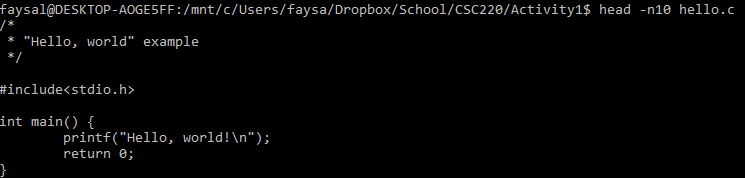 faysal@DESKTOP-AOGE5FF:/mnt/c/Users/faysa/Dropbox/School/CSC220/Activity1$ head -n10 hello.c
/*
 * "Hello, world" example
 */

#include<stdio.h>

int main() {
        printf("Hello, world!\n");
        return 0;
}